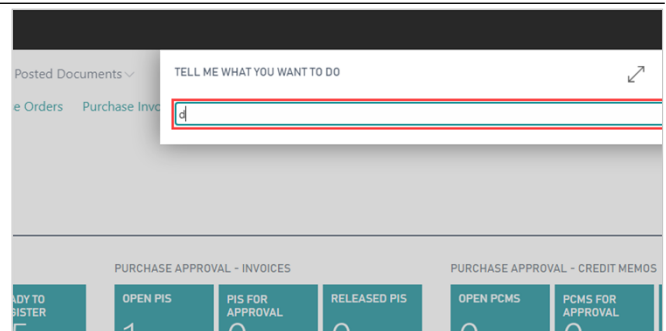 TELL ME WHAT YOU WANT TO DO
Posted Documents
e Orders Purchase Invo
d
PURCHASE APPROVAL - INVOICES
PURCHASE APPROVAL - CREDIT MEMOS
ADY TO
GISTER
OPEN PIS
PIS FOR
APPROVAL
RELEASED PIS
OPEN PCMS
PCMS FOR
APPROVAL